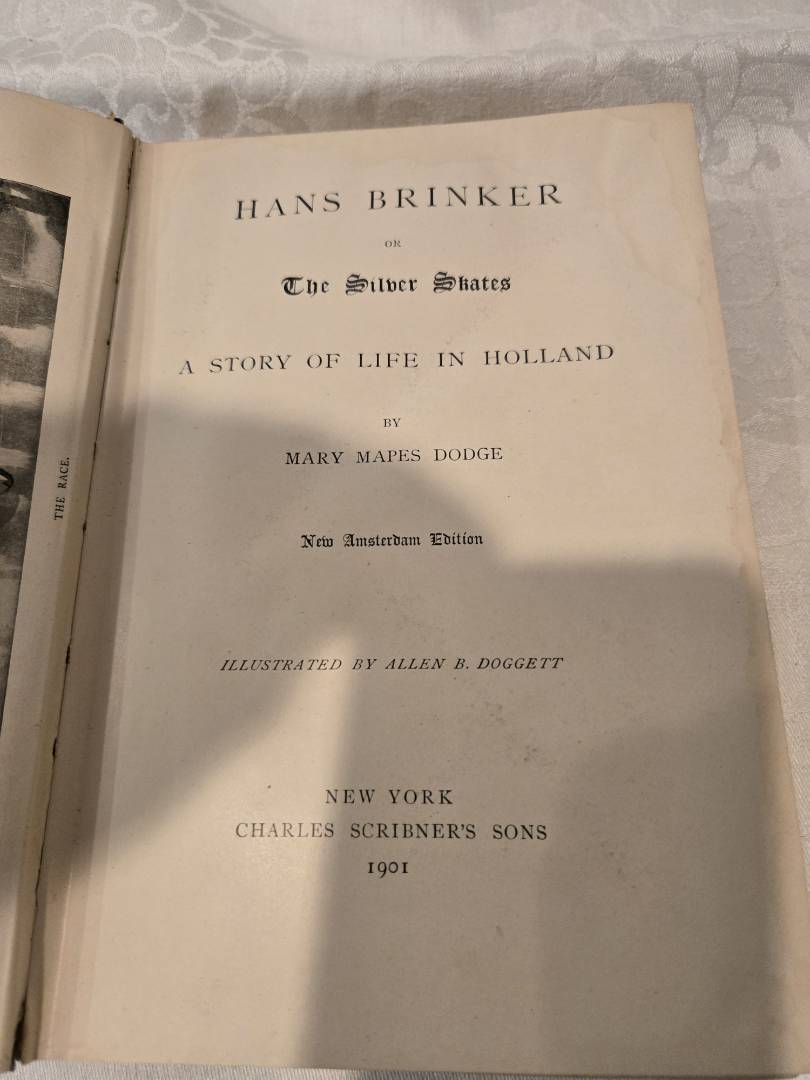 THE RACE.
HANS BRINKER
OR
The Silver Skates
A STORY OF LIFE IN HOLLAND
BY
MARY MAPES DODGE
New Amsterdam Edition
ILLUSTRATED BY ALLEN B. DOGGETT
NEW YORK
CHARLES SCRIBNER'S SONS
1901